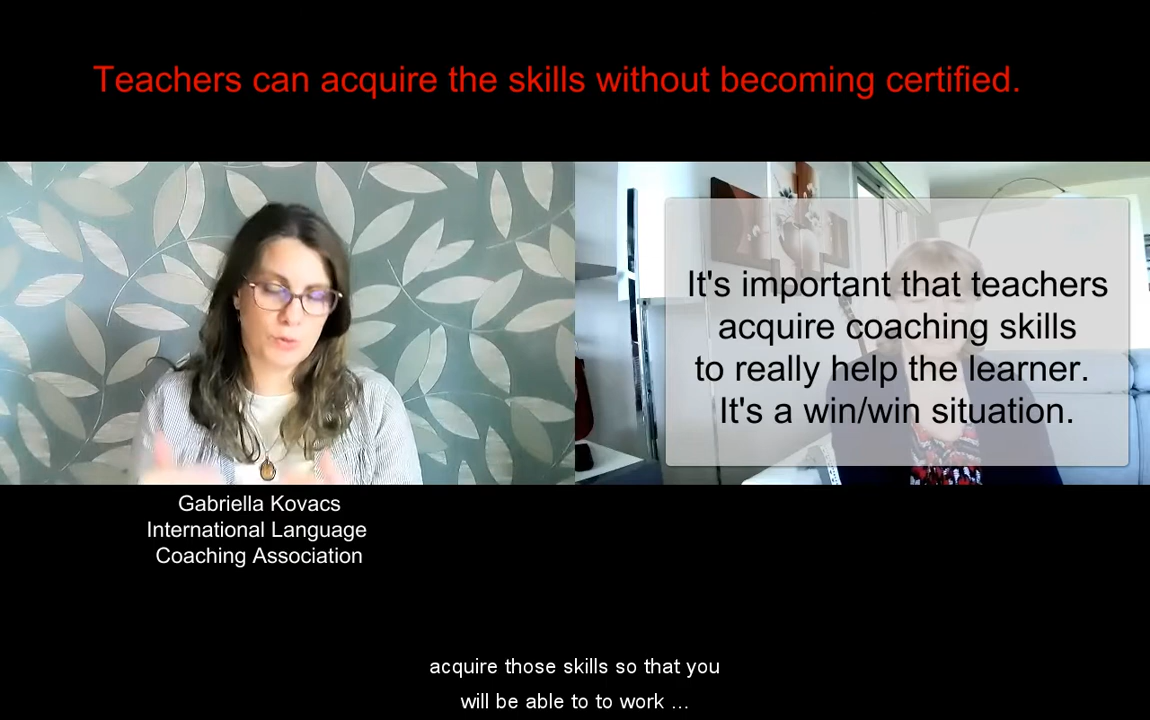 Teachers can acquire the skills without becoming certified.
It's important that teachers
acquire coaching skills
to really help the learner.
It's a win/win situation.
Gabriella Kovacs
International Language
Coaching Association
acquire those skills so that you
will be able to to work ...